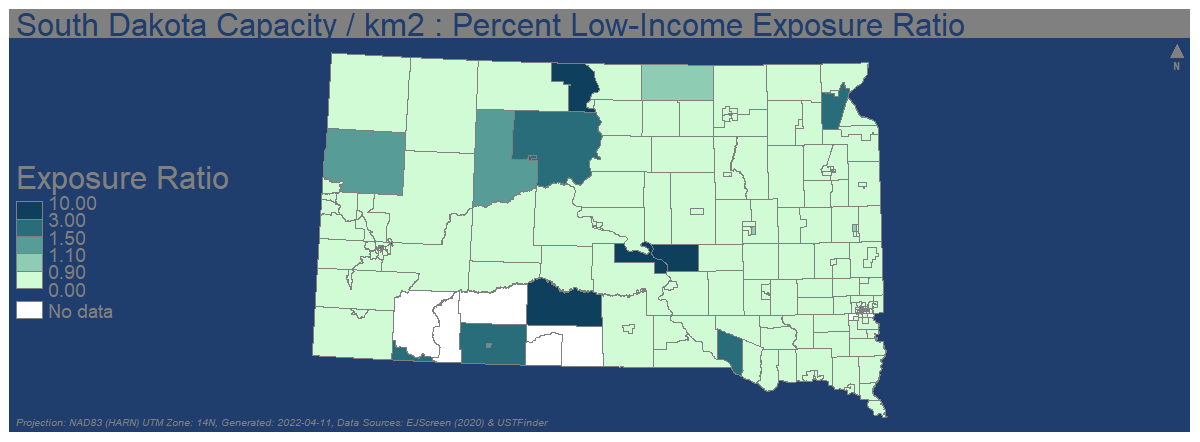 South Dakota Capacity / km2 : Percent Low-Income Exposure Ratio
N
Exposure Ratio
10.00
3.00
1.50
1.10
0.90
0.00
No data
Projection: NAD83 (HARN) UTM Zone: 14N, Generated: 2022-04-11, Data Sources: EJScreen (2020) & USTFinder